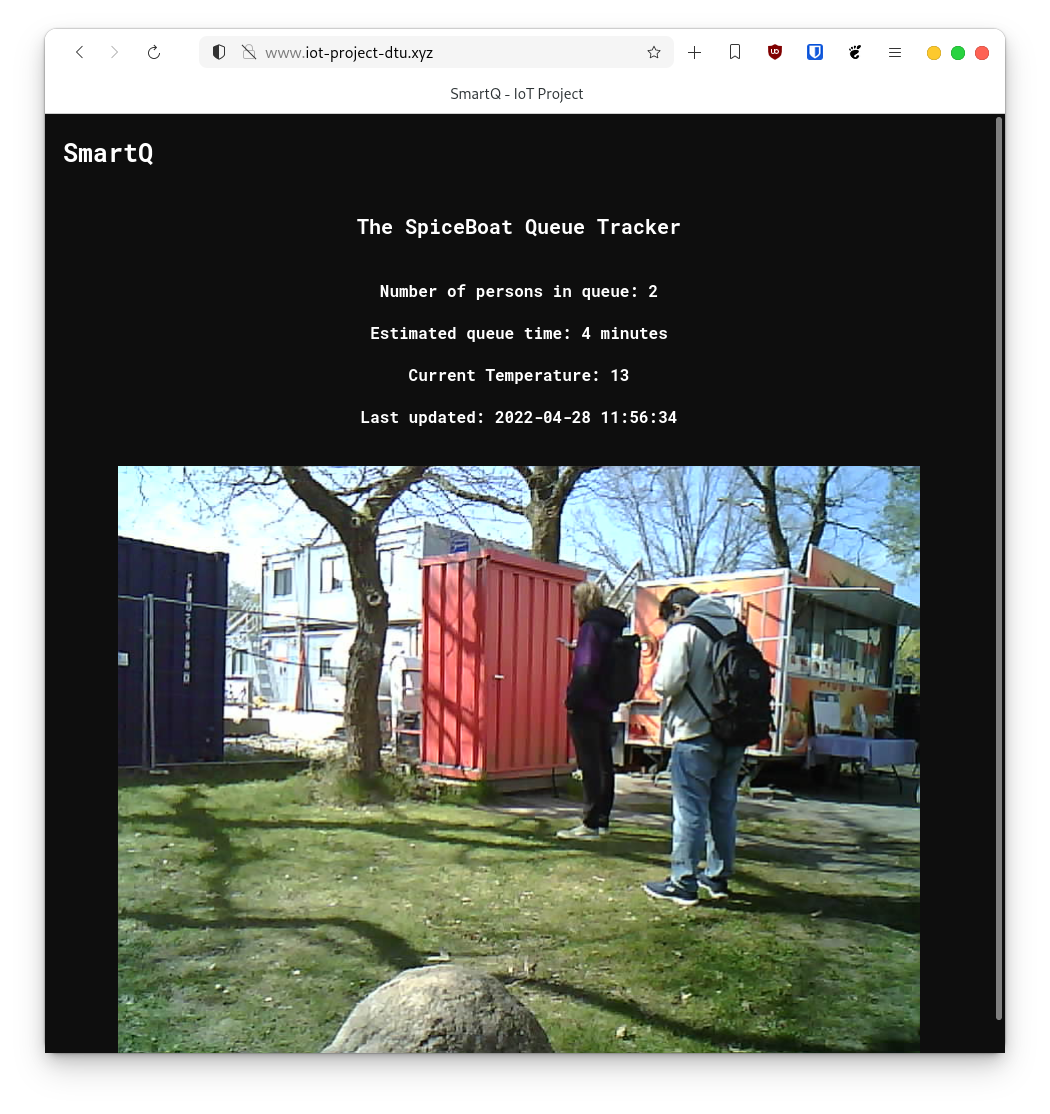 www.iot-project-dtu.xyz
SmartQ - IoT Project
SmartQ
The SpiceBoat Queue Tracker
Number of persons in queue: 2
Estimated queue time: 4 minutes
Current Temperature: 13
Last updated: 2022-04-28 11:56:34